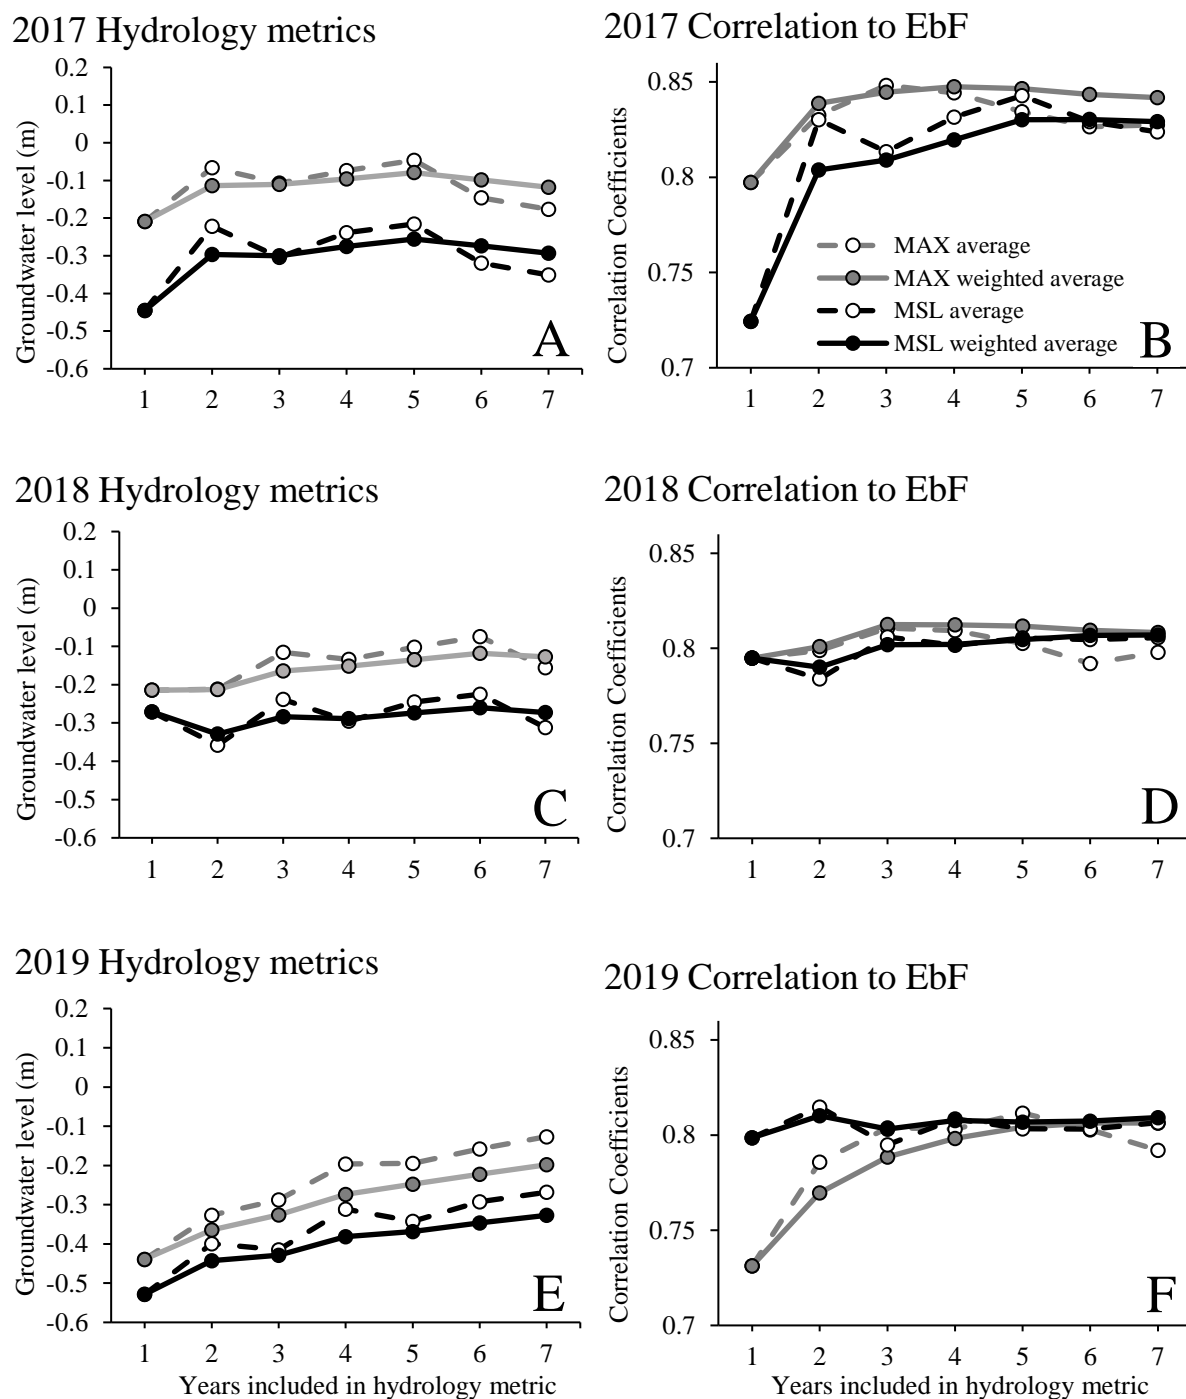 2017 Hydrology metrics
0.2
0.1
0
-0.1
-0.2
-0.3
-0.4
-0.5
-0.6
Groundwater level (m)
1 2 3 4 5 6 7
A
2017 Correlation to EbF
0.85
0.8
0.75
0.7
Correlation Coefficients
MAX average
MAX weighted average
MSL average
MSL weighted average
1 2 3 4 5 6 7
B
2018 Hydrology metrics
0.2
0.1
0
-0.1
-0.2
-0.3
-0.4
-0.5
-0.6
Groundwater level (m)
1 2 3 4 5 6 7
C
2018 Correlation to EbF
0.85
0.8
0.75
0.7
Correlation Coefficients
1 2 3 4 5 6 7
D
2019 Hydrology metrics
0.2
0.1
0
-0.1
-0.2
-0.3
-0.4
-0.5
-0.6
Groundwater level (m)
1 2 3 4 5 6 7
Years included in hydrology metric
E
2019 Correlation to EbF
0.85
0.8
0.75
0.7
Correlation Coefficients
1 2 3 4 5 6 7
Years included in hydrology metric
F